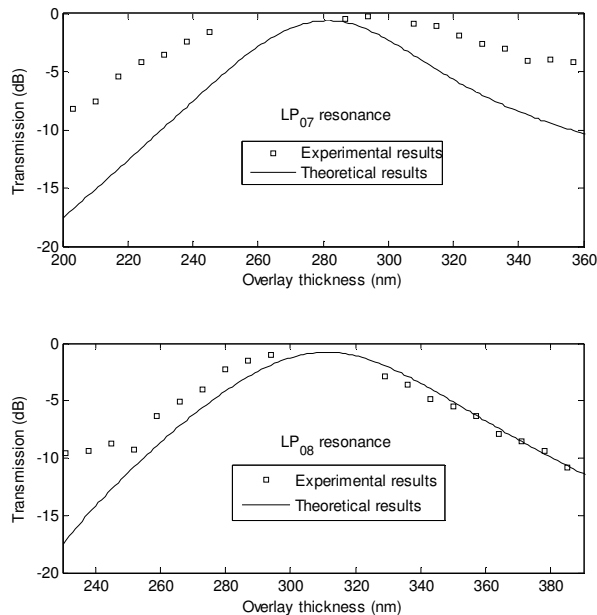 0
-5
-10
-15
-20
Transmission (dB)
LP07 resonance
Experimental results
Theoretical results
200 220 240 260 280 300 320 340 360
Overlay thickness (nm)
0
-5
-10
-15
-20
Transmission (dB)
LP08 resonance
Experimental results
Theoretical results
240 260 280 300 320 340 360 380
Overlay thickness (nm)